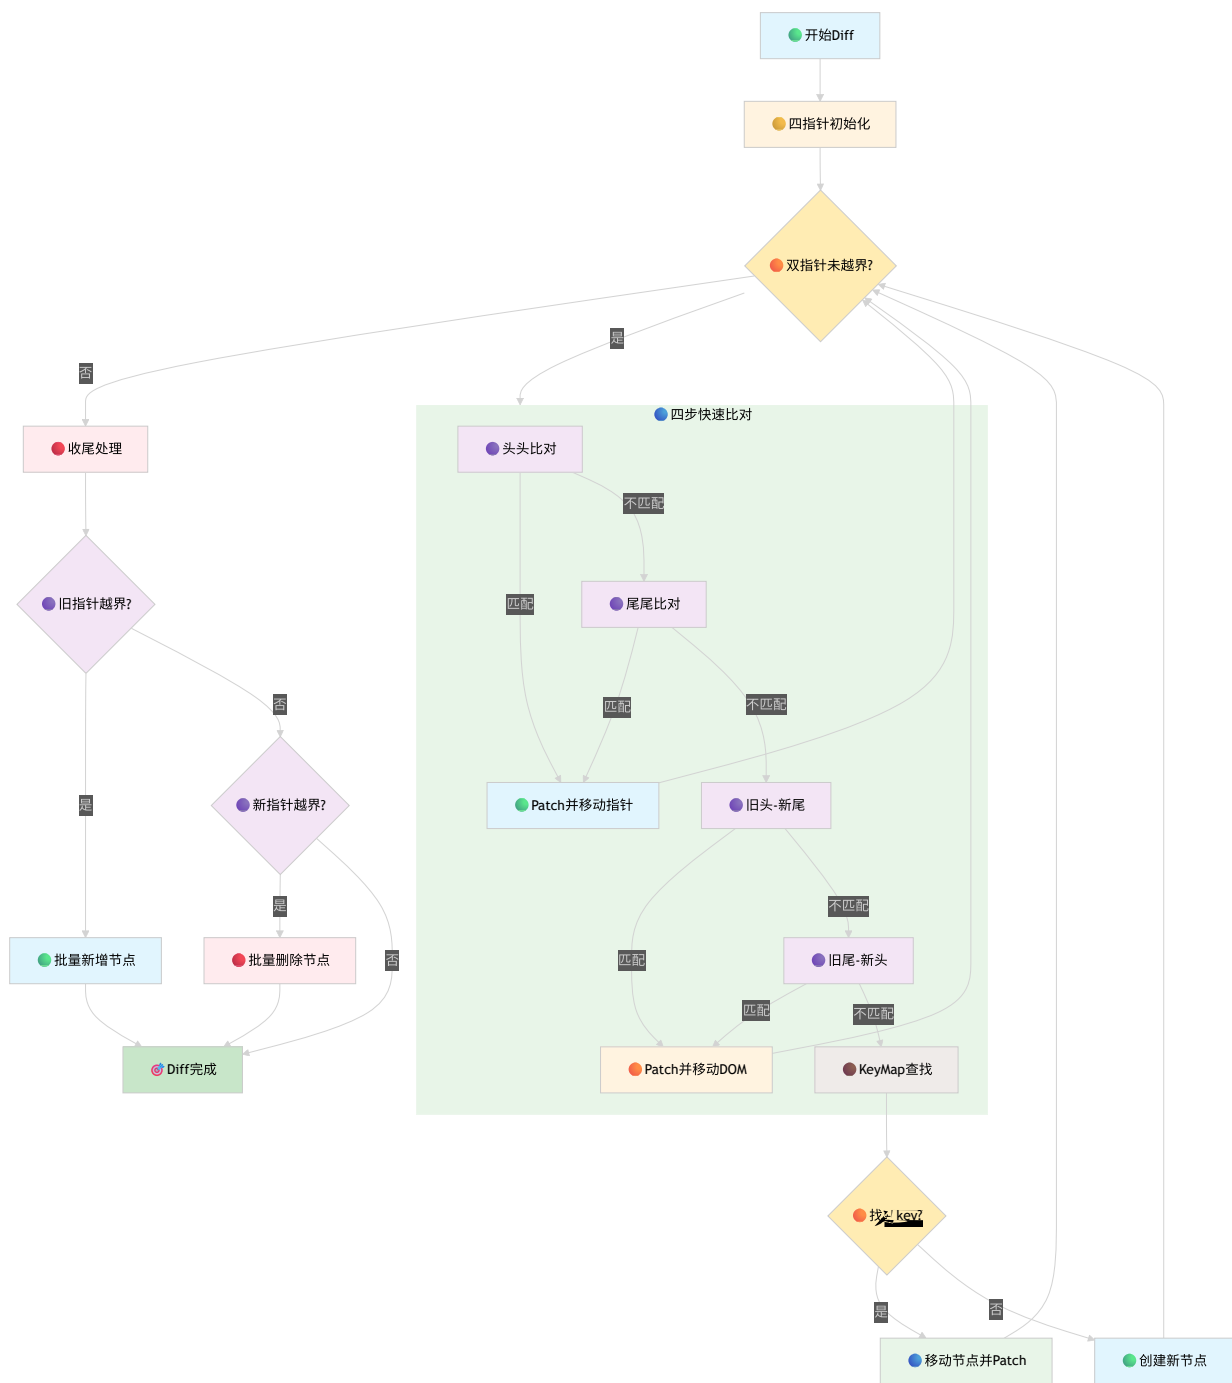 开始Diff
四指针初始化
双指针未越界?
是
否
四步快速比对
收尾处理
头头比对
不匹配
旧指针越界?
匹配
尾尾比对
否
匹配
不匹配
是
新指针越界?
Patch并移动指针
旧头-新尾
是
不匹配
批量新增节点
批量删除节点
否
匹配
旧尾-新头
匹配
不匹配
Diff完成
Patch并移动DOM
KeyMap查找
找 key?
是
否
移动节点并Patch
创建新节点